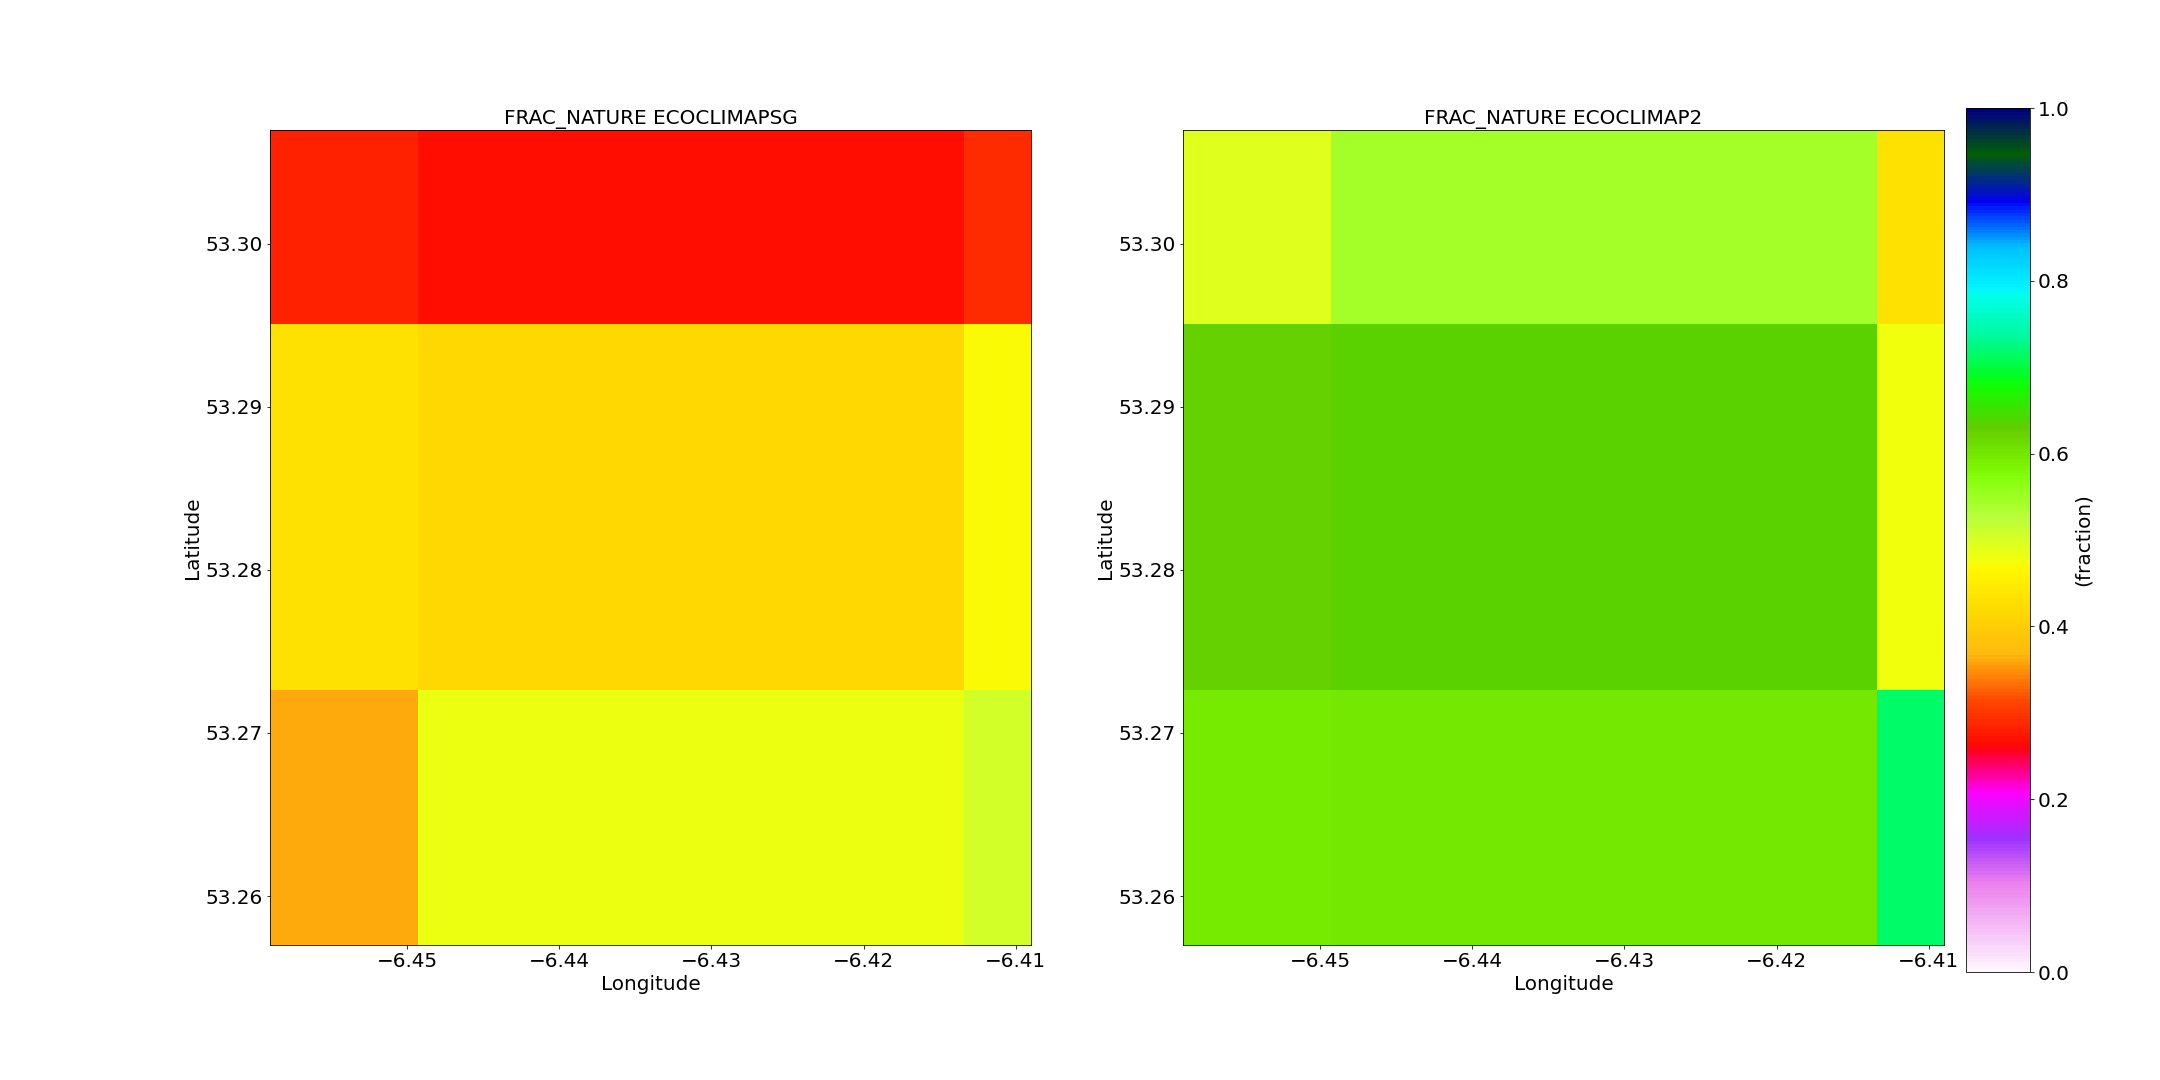 FRAC_NATURE ECOCLIMAPSG
53.30
53.29
53.28
53.27
53.26
Latitude
−6.45 −6.44 −6.43 −6.42 −6.41
Longitude
FRAC_NATURE ECOCLIMAP2
53.30
53.29
53.28
53.27
53.26
Latitude
−6.45 −6.44 −6.43 −6.42 −6.41
Longitude
1.0
0.8
0.6
0.4
0.2
0.0
(fraction)